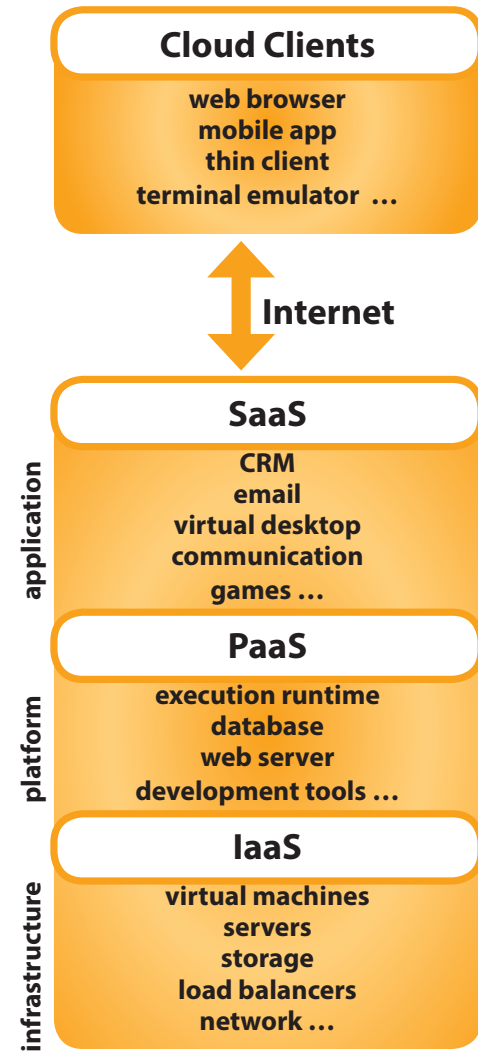 Cloud Clients
web browser
mobile app
thin client
terminal emulator …
Internet
SaaS
application
CRM
email
virtual desktop
communication
games …
PaaS
platform
execution runtime
database
web server
development tools …
IaaS
infrastructure
virtual machines
servers
storage
load balancers
network …